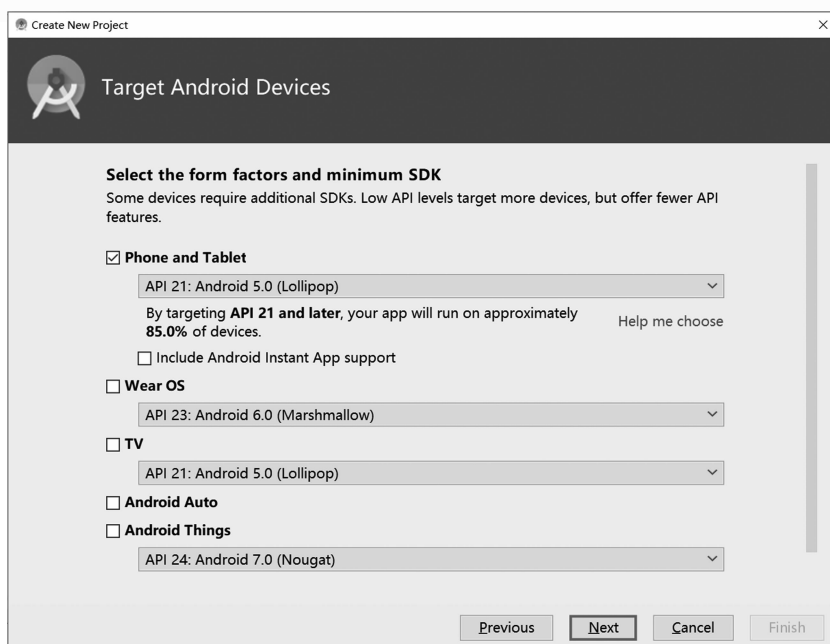 Create New Project
Target Android Devices
Select the form factors and minimum SDK
Some devices require additional SDKs. Low API levels target more devices, but offer fewer API
features.
Phone and Tablet
API 21: Android 5.0 (Lollipop)
By targeting API 21 and later, your app will run on approximately
85.0% of devices.
Help me choose
Include Android Instant App support
Wear OS
API 23: Android 6.0 (Marshmallow)
TV
API 21: Android 5.0 (Lollipop)
Android Auto
Android Things
API 24: Android 7.0 (Nougat)
Previous Next Cancel Finish